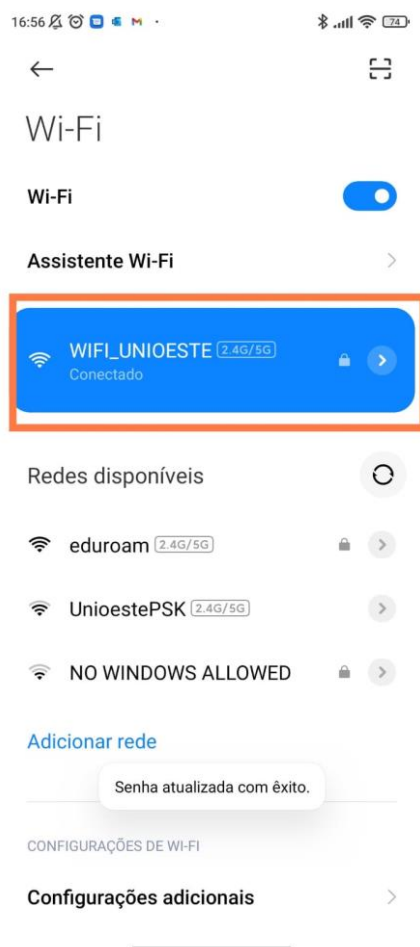 16:56
74
Wi-Fi
Wi-Fi
Assistente Wi-Fi
WIFI_UNIOESTE 2.4G/5G
Conectado
Redes disponíveis
eduroam 2.4G/5G
UnioestePSK 2.4G/5G
NO WINDOWS ALLOWED
Adicionar rede
Senha atualizada com êxito.
CONFIGURAÇÕES DE WI-FI
Configurações adicionais